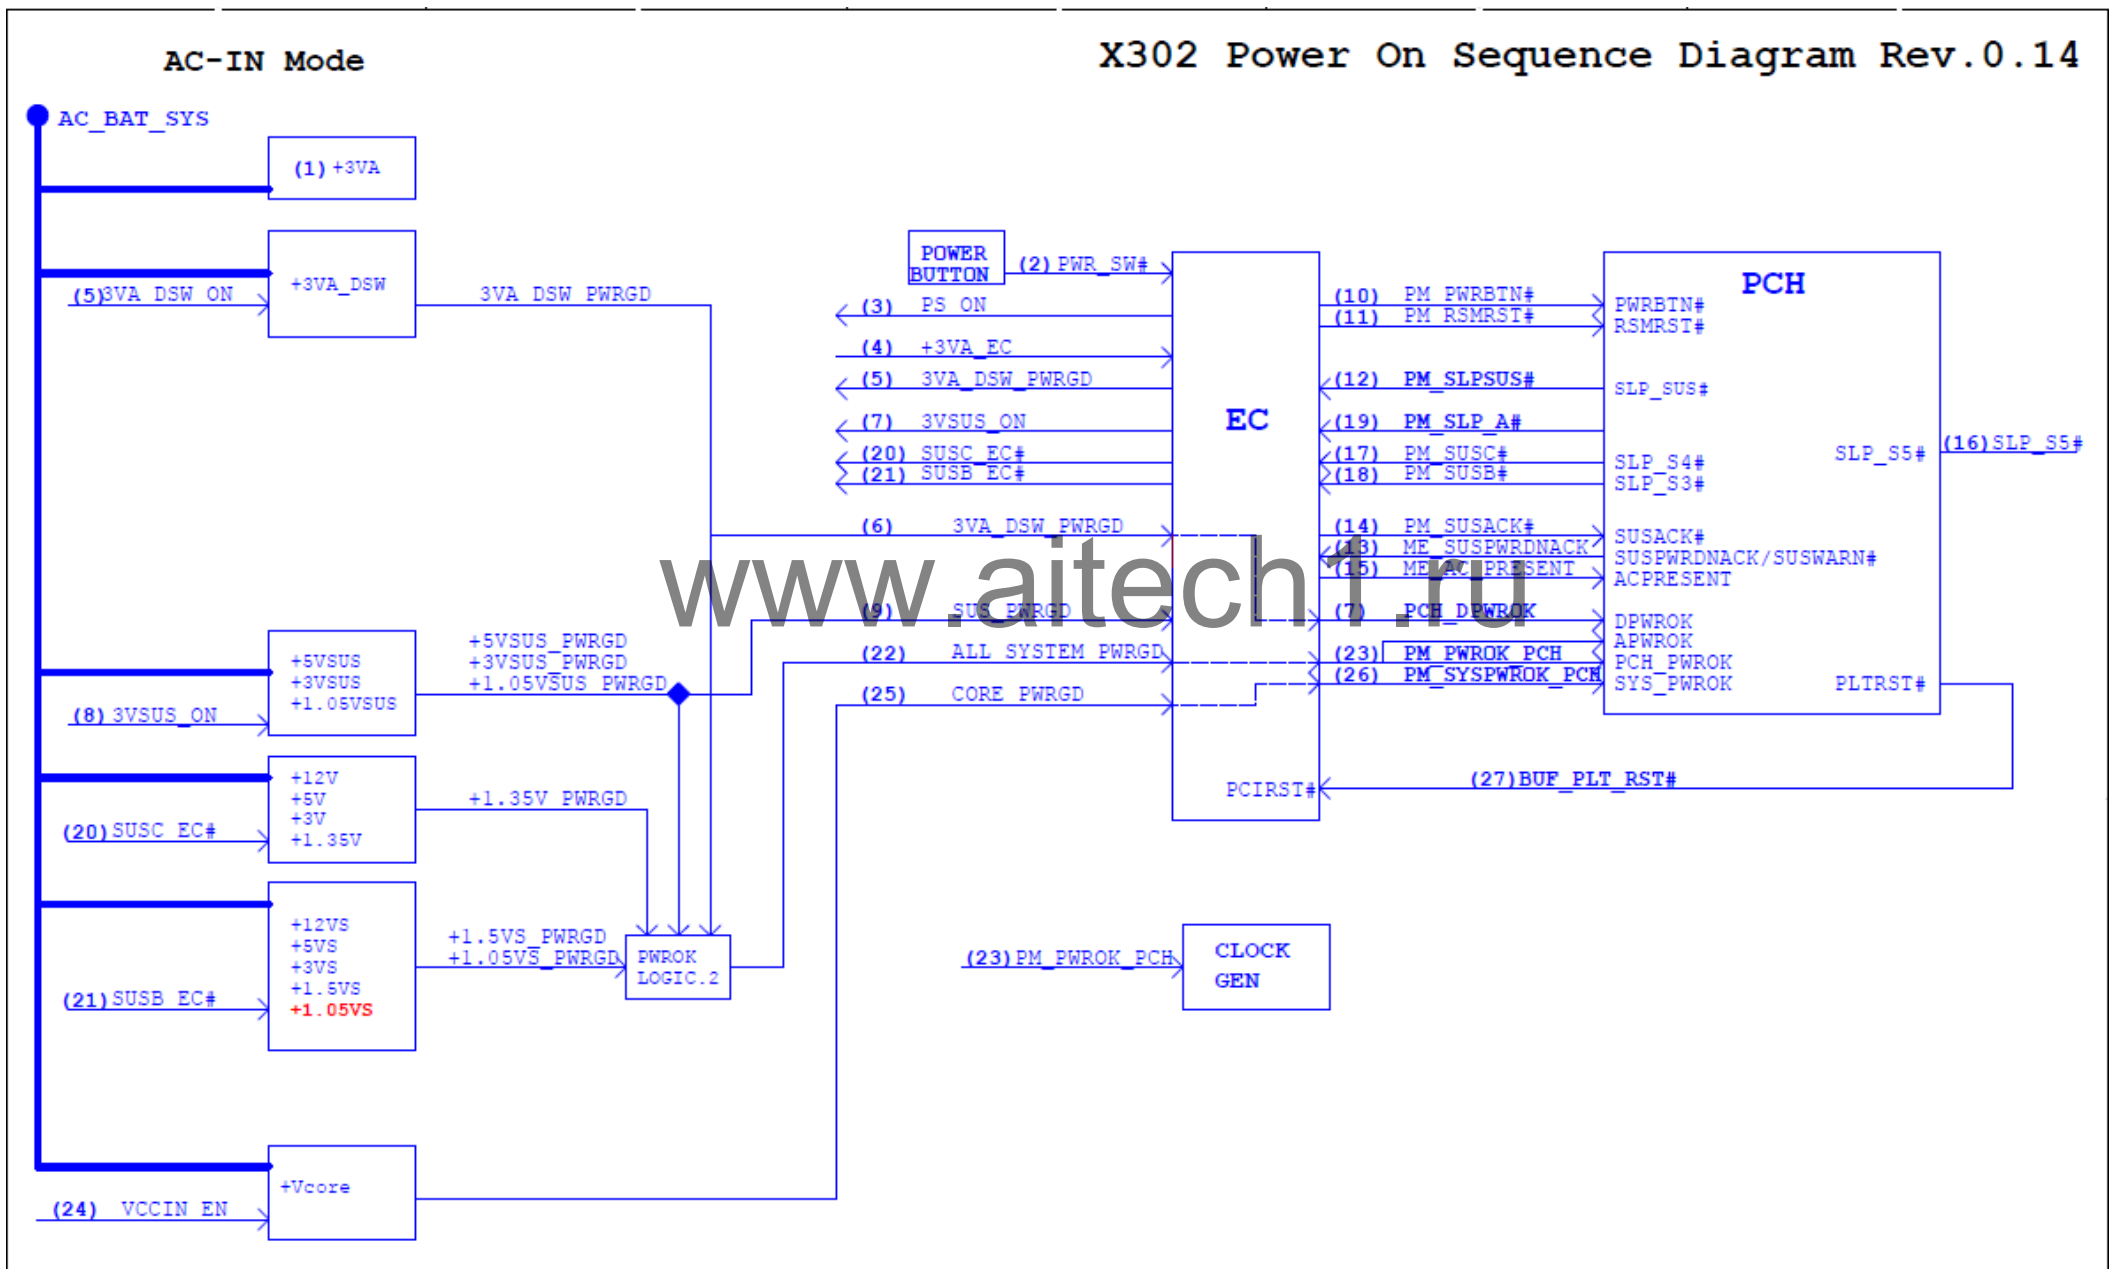 AC-IN Mode
X302 Power On Sequence Diagram Rev.0.14
AC_BAT_SYS
(1) +3VA
+3VA_DSW
(5)3VA_DSW_ON
3VA_DSW_PWRGD
POWER
BUTTON
(2) PWR_SW#
(3) PS_ON
(4) +3VA_EC
(5) 3VA_DSW_PWRGD
(7) 3VSUS_ON
(20) SUSC_EC#
(21) SUSB_EC#
(6) 3VA_DSW_PWRGD
(9) SUS_PWRGD
(22) ALL_SYSTEM_PWRGD
(25) CORE_PWRGD
EC
PCIRST#
(10) PM_PWRBTN#
(11) PM_RSMRST#
(12) PM_SLPSUS#
(19) PM_SLP_A#
(17) PM_SUSC#
(18) PM_SUSB#
(14) PM_SUSACK#
(13) ME_SUSPWRDNACK
(15) ME_AC_PRESENT
(7) PCH_DPWROK
(23) PM_PWROK_PCH
(26) PM_SYSPWROK_PCH
(27)BUF_PLT_RST#
PCH
PWRBTN#
RSMRST#
SLP_SUS#
SLP_S4#
SLP_S3#
SUSACK#
SUSPWRDNACK/SUSWARN#
ACPRESENT
DPWROK
APWROK
PCH_PWROK
SYS_PWROK
SLP_S5#
(16)SLP_S5#
PLTRST#
www.aitech1.ru
+5VSUS
+3VSUS
+1.05VSUS
(8) 3VSUS_ON
+5VSUS_PWRGD
+3VSUS_PWRGD
+1.05VSUS_PWRGD
+12V
+5V
+3V
+1.35V
(20) SUSC_EC#
+1.35V_PWRGD
+12VS
+5VS
+3VS
+1.5VS
+1.05VS
(21) SUSB_EC#
+1.5VS_PWRGD
+1.05VS_PWRGD
PWROK
LOGIC.2
(23) PM_PWROK_PCH
CLOCK
GEN
+Vcore
(24) VCCIN_EN